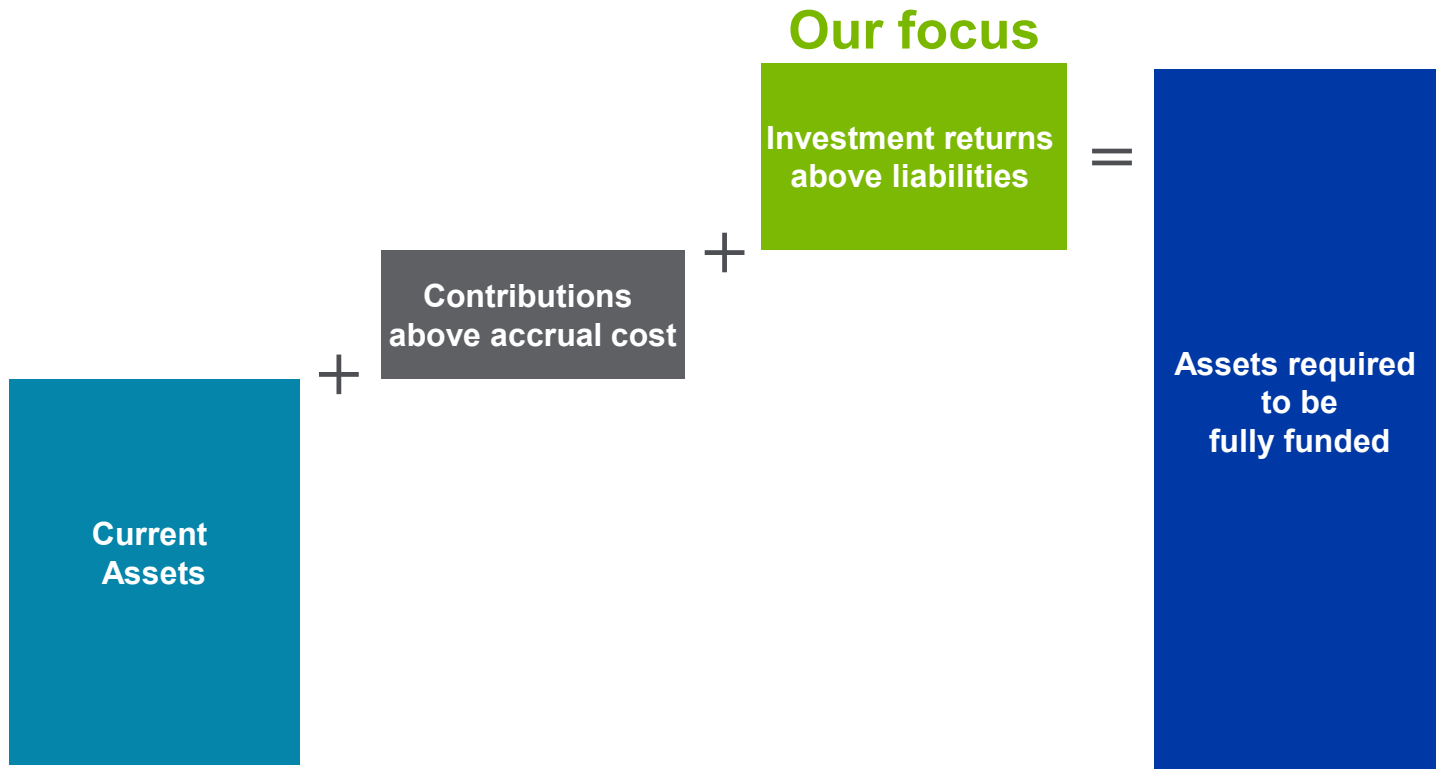 Our focus
Investment returns
above liabilities
=
+
Contributions
above accrual cost
+
Current
Assets
Assets required
to be
fully funded